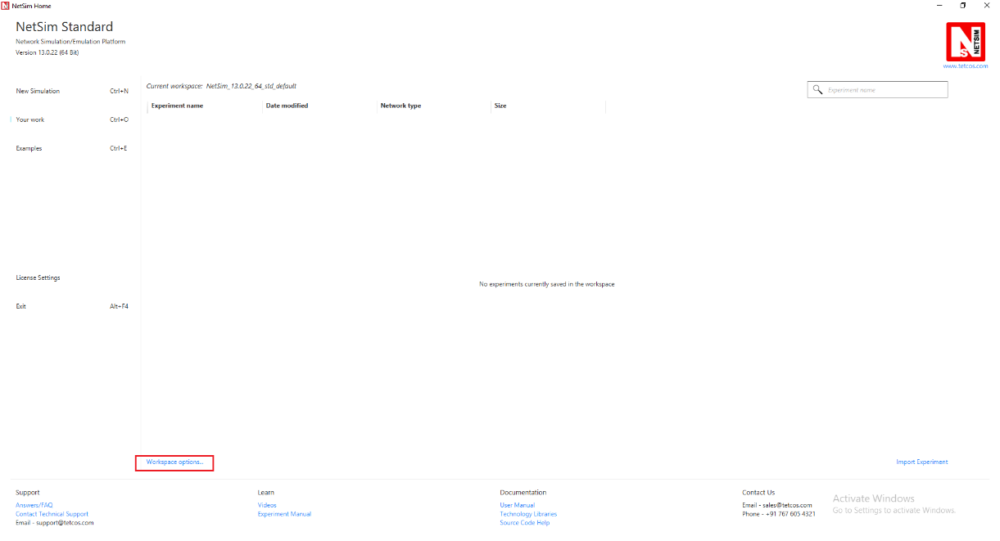 NetSim Home
NetSim Standard
Network Simulation/Emulation Platform
Version 13.0.22 (64 Bit)
N
S
NETSIM
www.tetcos.com
New Simulation Ctrl+N
Your work Ctrl+O
Examples Ctrl+E
License Settings
Exit Alt+F4
Current workspace: NetSim_13.0.22_64_std_default
Experiment name
Experiment name Date modified Network type Size
No experiments currently saved in the workspace
Workspace options...
Import Experiment
Support
Answers/FAQ
Contact Technical Support
Email - support@tetcos.com
Learn
Videos
Experiment Manual
Documentation
User Manual
Technology Libraries
Source Code Help
Contact Us
Email - sales@tetcos.com
Phone - +91 767 605 4321
Activate Windows
Go to Settings to activate Windows.